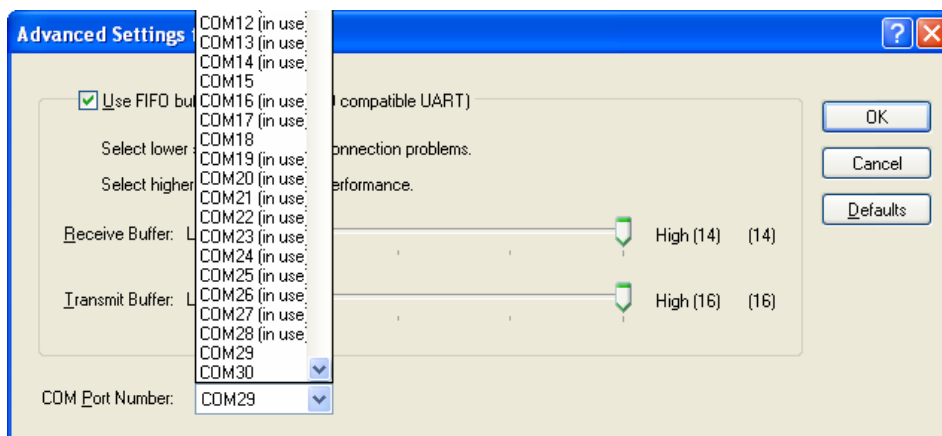 Advanced Settings
COM12 (in use)
COM13 (in use)
COM14 (in use)
COM15
COM16 (in use)
COM17 (in use)
COM18
COM19 (in use)
COM20 (in use)
COM21 (in use)
COM22 (in use)
COM23 (in use)
COM24 (in use)
COM25 (in use)
COM26 (in use)
COM27 (in use)
COM28 (in use)
COM29
COM30
Use FIFO compatible UART)
Select lower onnection problems.
Select higher erformance.
Receive Buffer: L High (14) (14)
Transmit Buffer: L High (16) (16)
COM Port Number: COM29
OK
Cancel
Defaults